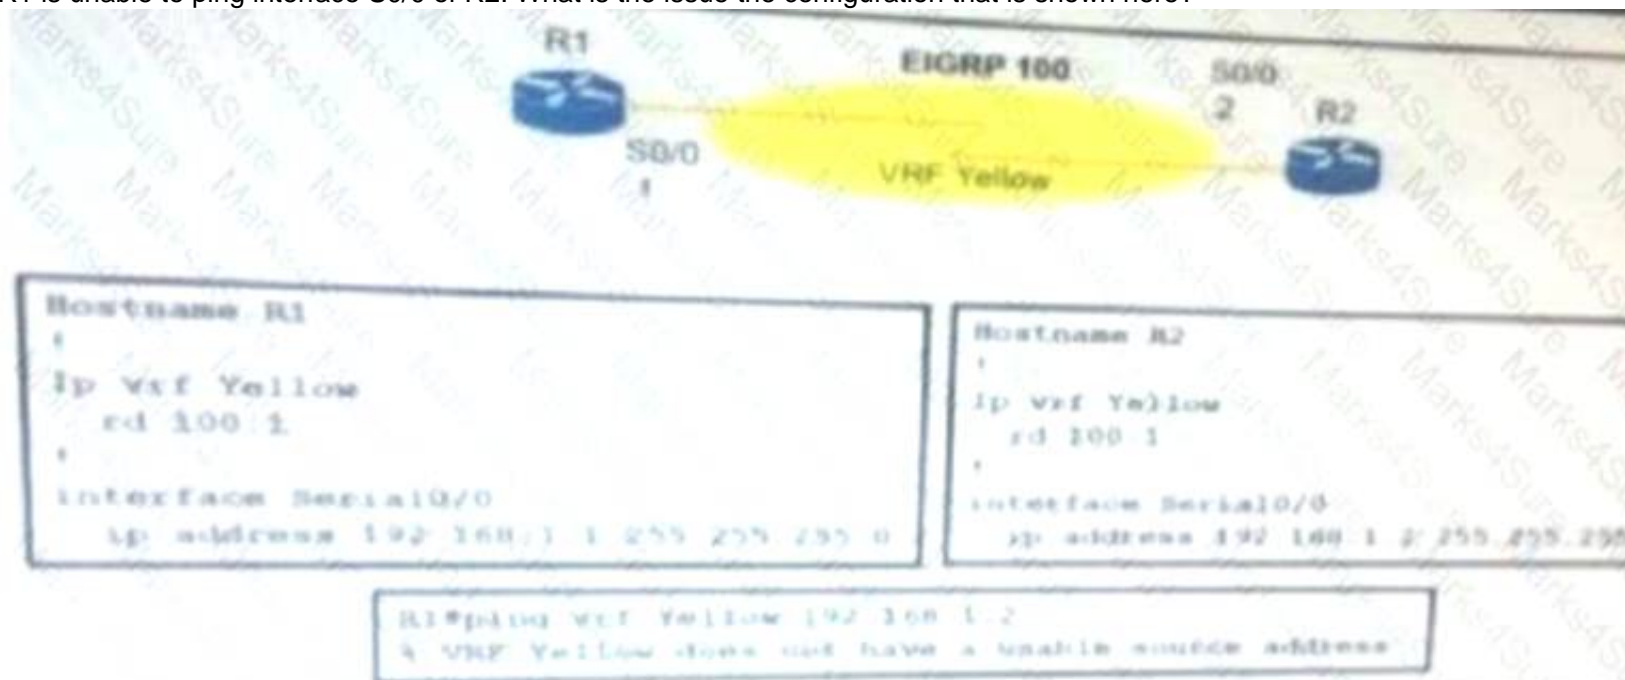 R1 is unable to ping interface S0/0 of R2. What is the issue the configuration that is shown here?
R1
EIGRP 100
S0/0
2
R2
S0/0
1
VRF Yellow
Hostname R1
!
Ip vrf Yellow
rd 100:1
!
interface Serial0/0
ip address 192.168.1.1 255.255.255.0
Hostname R2
!
Ip vrf Yellow
rd 100:1
!
interface Serial0/0
ip address 192.168.1.2 255.255.255
R1#ping vrf Yellow 192.168.1.2
% VRF Yellow does not have a usable source address
Marks4Sure